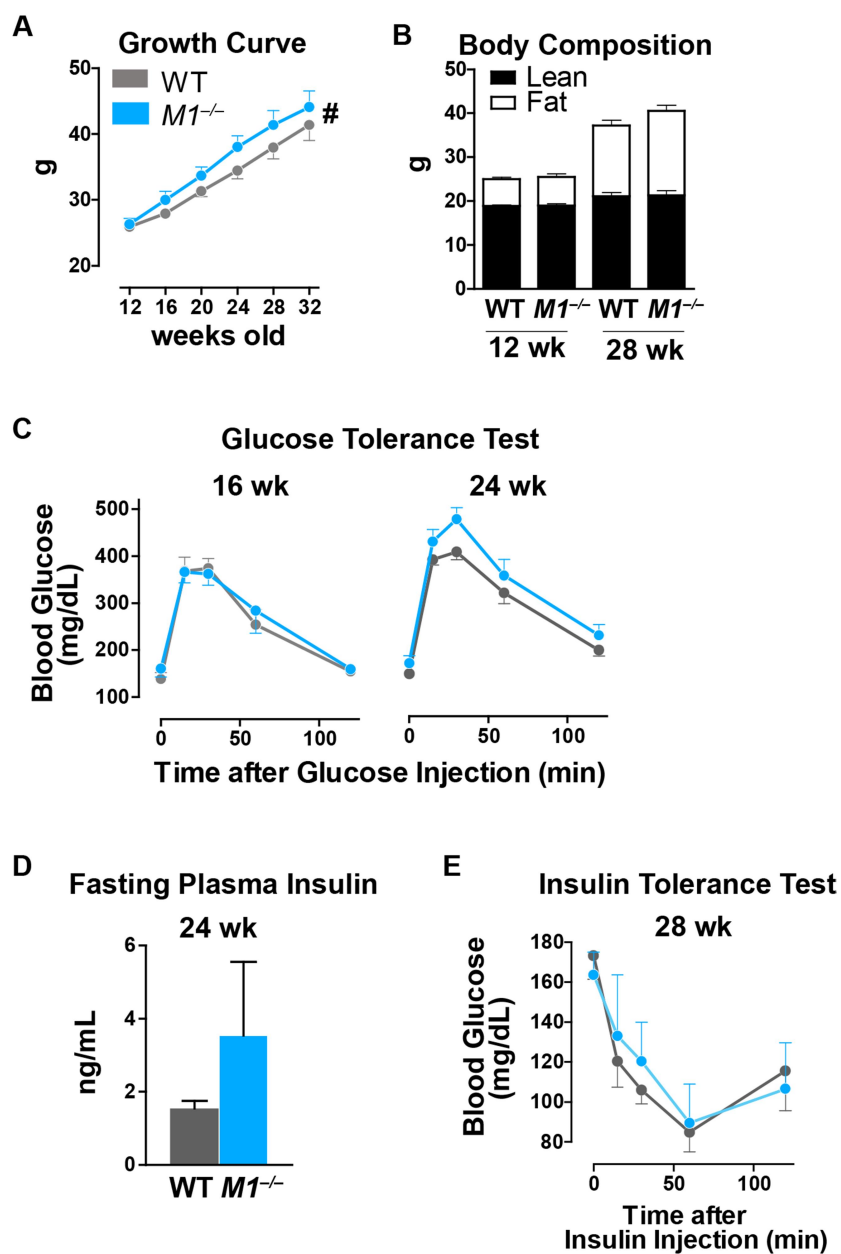 A
Growth Curve
WT
M1–/–
50
40
30
20
g
#
12 16 20 24 28 32
weeks old
B
Body Composition
Lean
Fat
50
40
30
20
10
0
g
WT M1–/– WT M1–/–
12 wk 28 wk
C
Glucose Tolerance Test
16 wk 24 wk
Blood Glucose
(mg/dL)
500
400
300
200
100
0 50 100 0 50 100
Time after Glucose Injection (min)
D
Fasting Plasma Insulin
24 wk
ng/mL
6
4
2
0
WT M1–/–
E
Insulin Tolerance Test
28 wk
Blood Glucose
(mg/dL)
180
160
140
120
100
80
0 50 100
Time after
Insulin Injection (min)